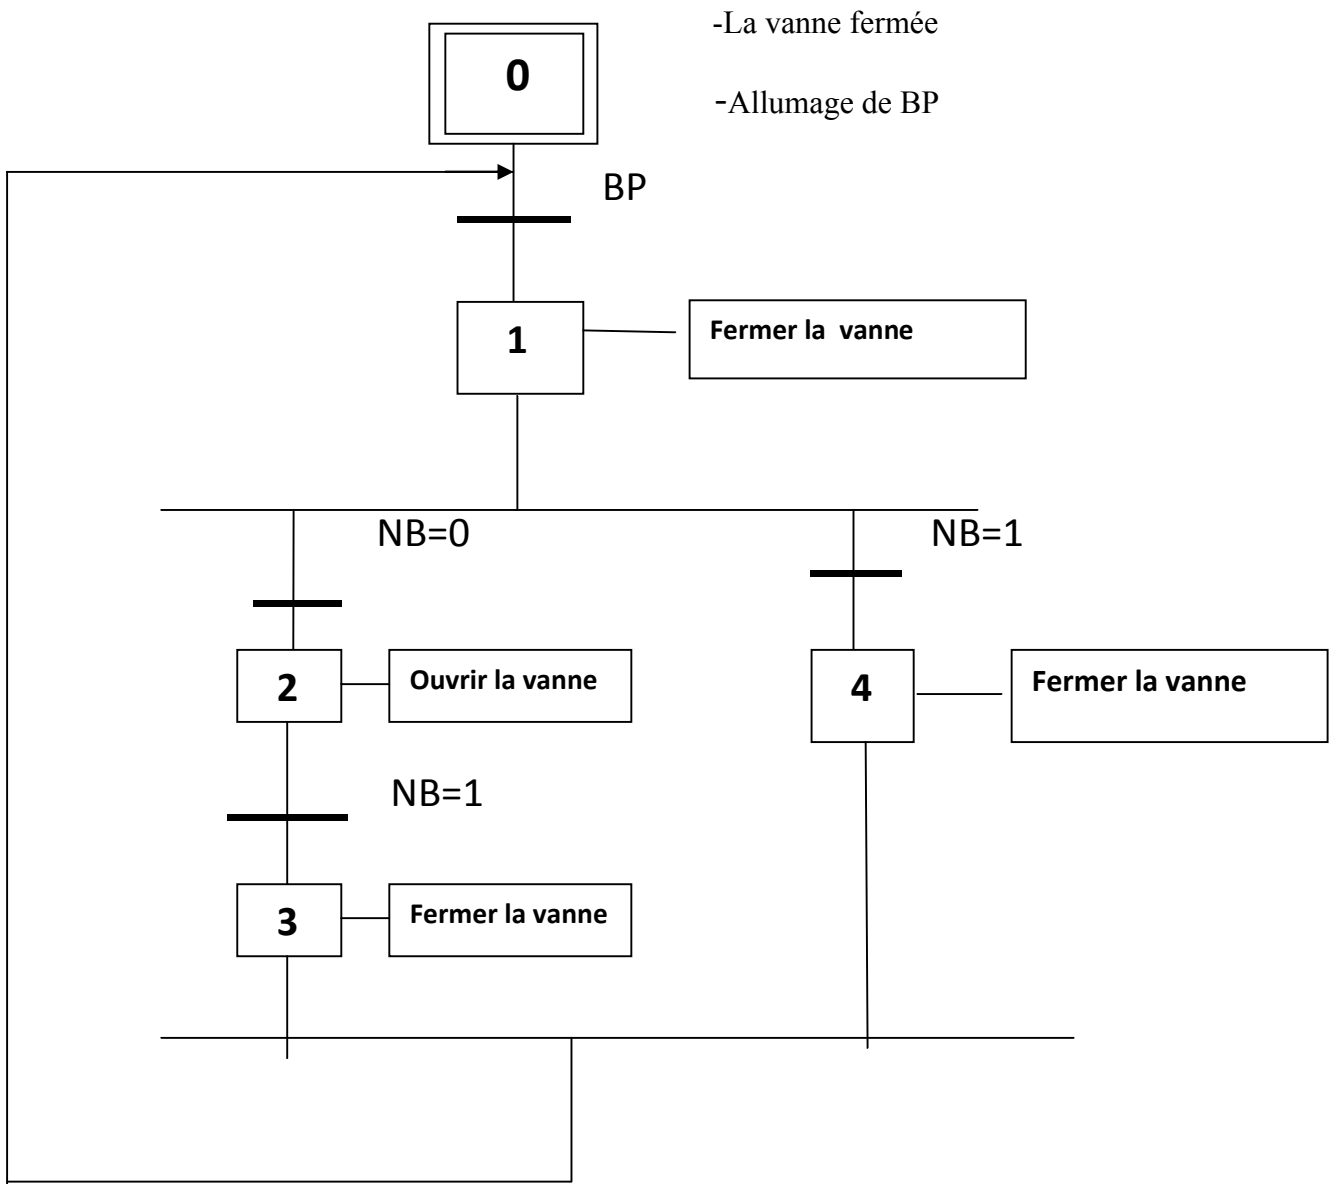 -La vanne fermée
0
-Allumage de BP
BP
1
Fermer la vanne
NB=0
NB=1
2
Ouvrir la vanne
4
Fermer la vanne
NB=1
3
Fermer la vanne